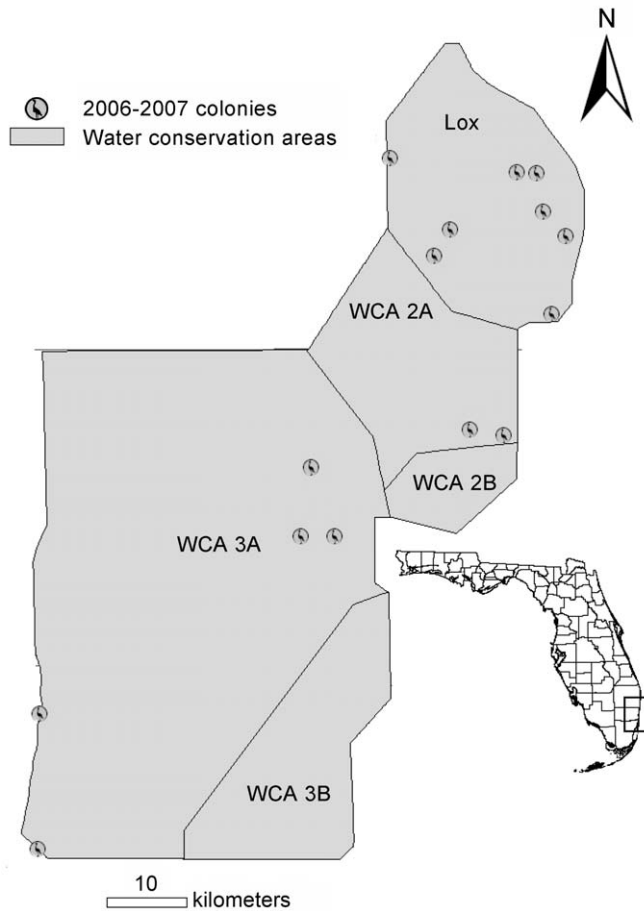 N
2006-2007 colonies
Water conservation areas
Lox
WCA 2A
WCA 2B
WCA 3A
WCA 3B
10
kilometers